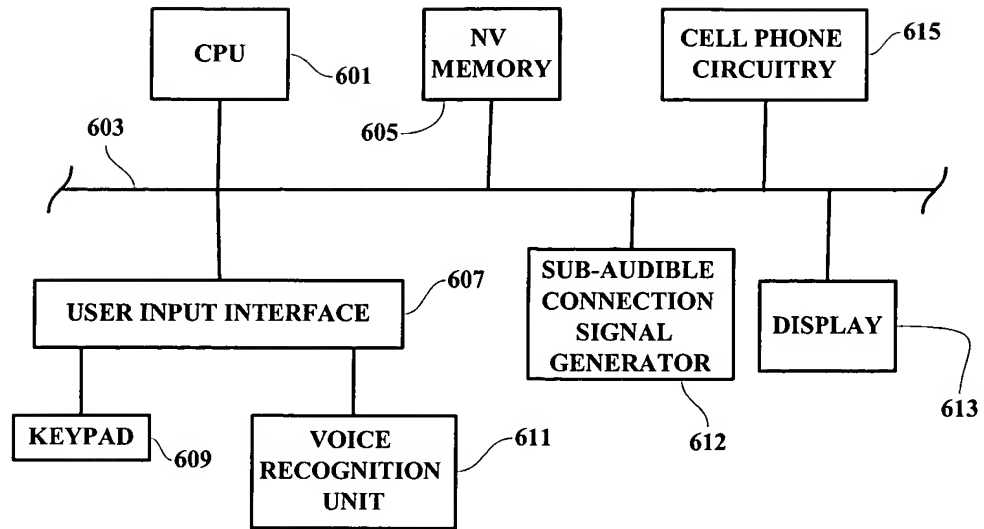 CPU
601
NV
MEMORY
605
CELL PHONE
CIRCUITRY
615
603
USER INPUT INTERFACE
607
SUB-AUDIBLE
CONNECTION
SIGNAL
GENERATOR
612
DISPLAY
613
KEYPAD
609
VOICE
RECOGNITION
UNIT
611